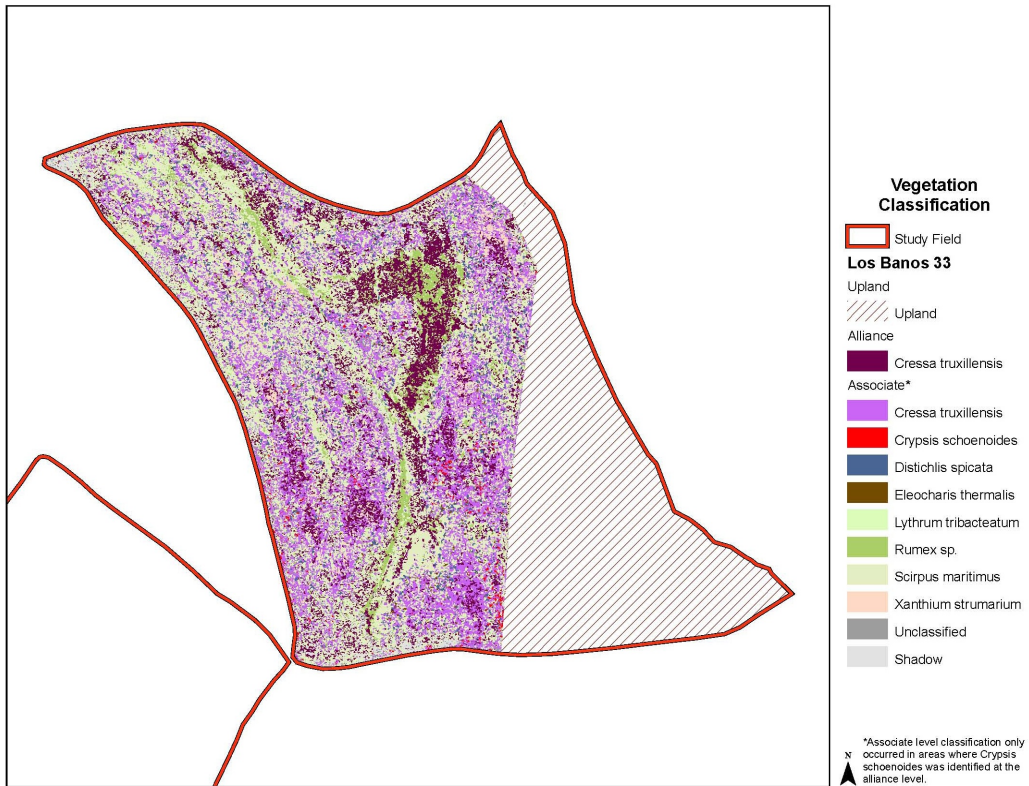 Vegetation
Classification
Study Field
Los Banos 33
Upland
Upland
Alliance
Cressa truxillensis
Associate*
Cressa truxillensis
Crypsis schoenoides
Distichlis spicata
Eleocharis thermalis
Lythrum tribacteatum
Rumex sp.
Scirpus maritimus
Xanthium strumarium
Unclassified
Shadow
N
*Associate level classification only
occurred in areas where Crypsis
schoenoides was identified at the
alliance level.